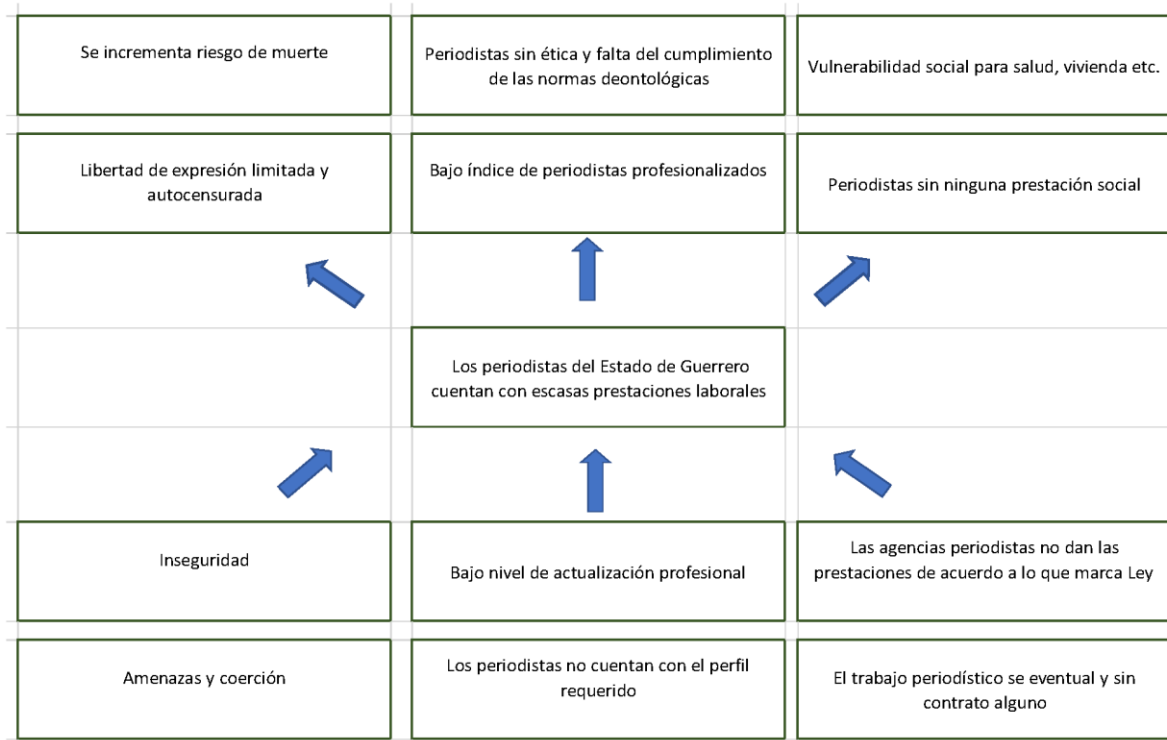 Se incrementa riesgo de muerte
Periodistas sin ética y falta del cumplimiento
de las normas deontológicas
Vulnerabilidad social para salud, vivienda etc.
Libertad de expresión limitada y
autocensurada
Bajo índice de periodistas profesionalizados
Periodistas sin ninguna prestación social
Los periodistas del Estado de Guerrero
cuentan con escasas prestaciones laborales
Inseguridad
Bajo nivel de actualización profesional
Las agencias periodistas no dan las
prestaciones de acuerdo a lo que marca Ley
Amenazas y coerción
Los periodistas no cuentan con el perfil
requerido
El trabajo periodístico se eventual y sin
contrato alguno